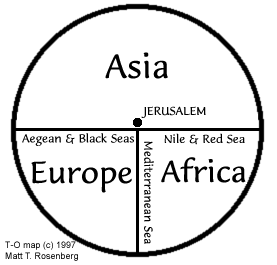 Asia
JERUSALEM
Aegean & Black Seas
Nile & Red Sea
Mediterranean Sea
Europe
Africa
T-O map (c) 1997
Matt T. Rosenberg